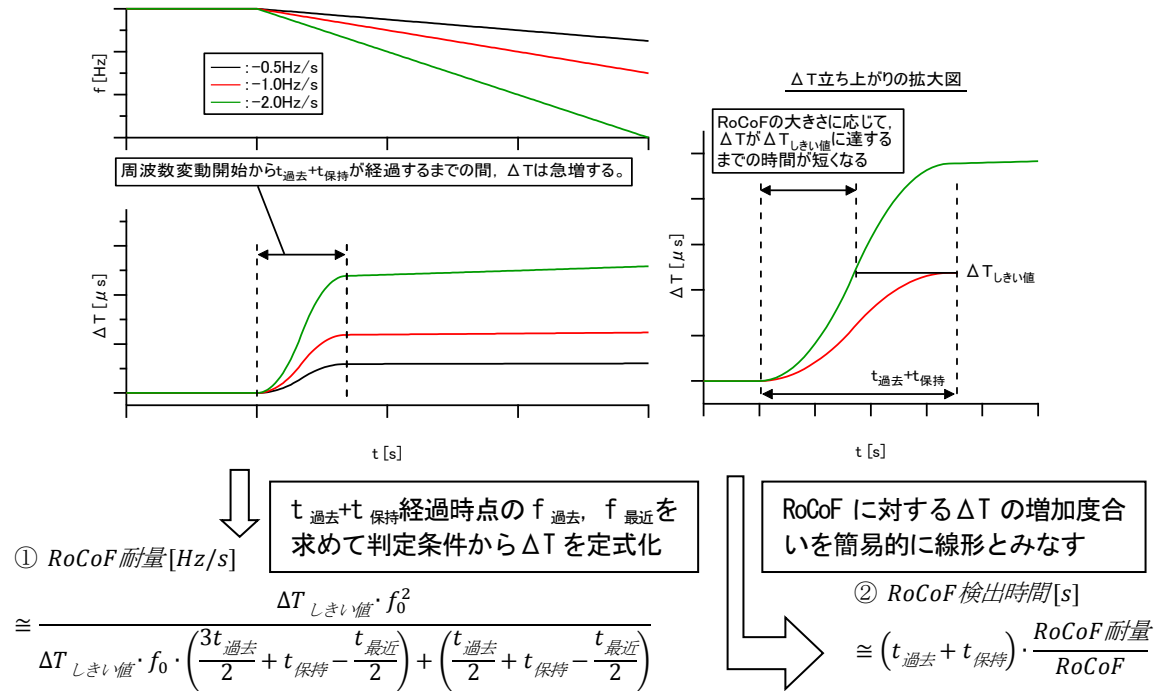 f [Hz]
:-0.5Hz/s
:-1.0Hz/s
:-2.0Hz/s
周波数変動開始からt過去+t保持が経過するまでの間，ΔTは急増する。
ΔT [μs]
t [s]
ΔT立ち上がりの拡大図
RoCoFの大きさに応じて，
ΔTがΔTしきい値に達する
までの時間が短くなる
ΔT [μs]
ΔTしきい値
t過去+t保持
t [s]
t過去+t保持経過時点のf過去，f最近を
求めて判定条件からΔTを定式化
① RoCoF耐量[Hz/s]
≅ ΔTしきい値・f₀² / ΔTしきい値・f₀・(3t過去/2 + t保持 − t最近/2) + (t過去/2 + t保持 − t最近/2)
RoCoFに対するΔTの増加度合
いを簡易的に線形とみなす
② RoCoF検出時間[s]
≅ (t過去 + t保持)・RoCoF耐量/RoCoF